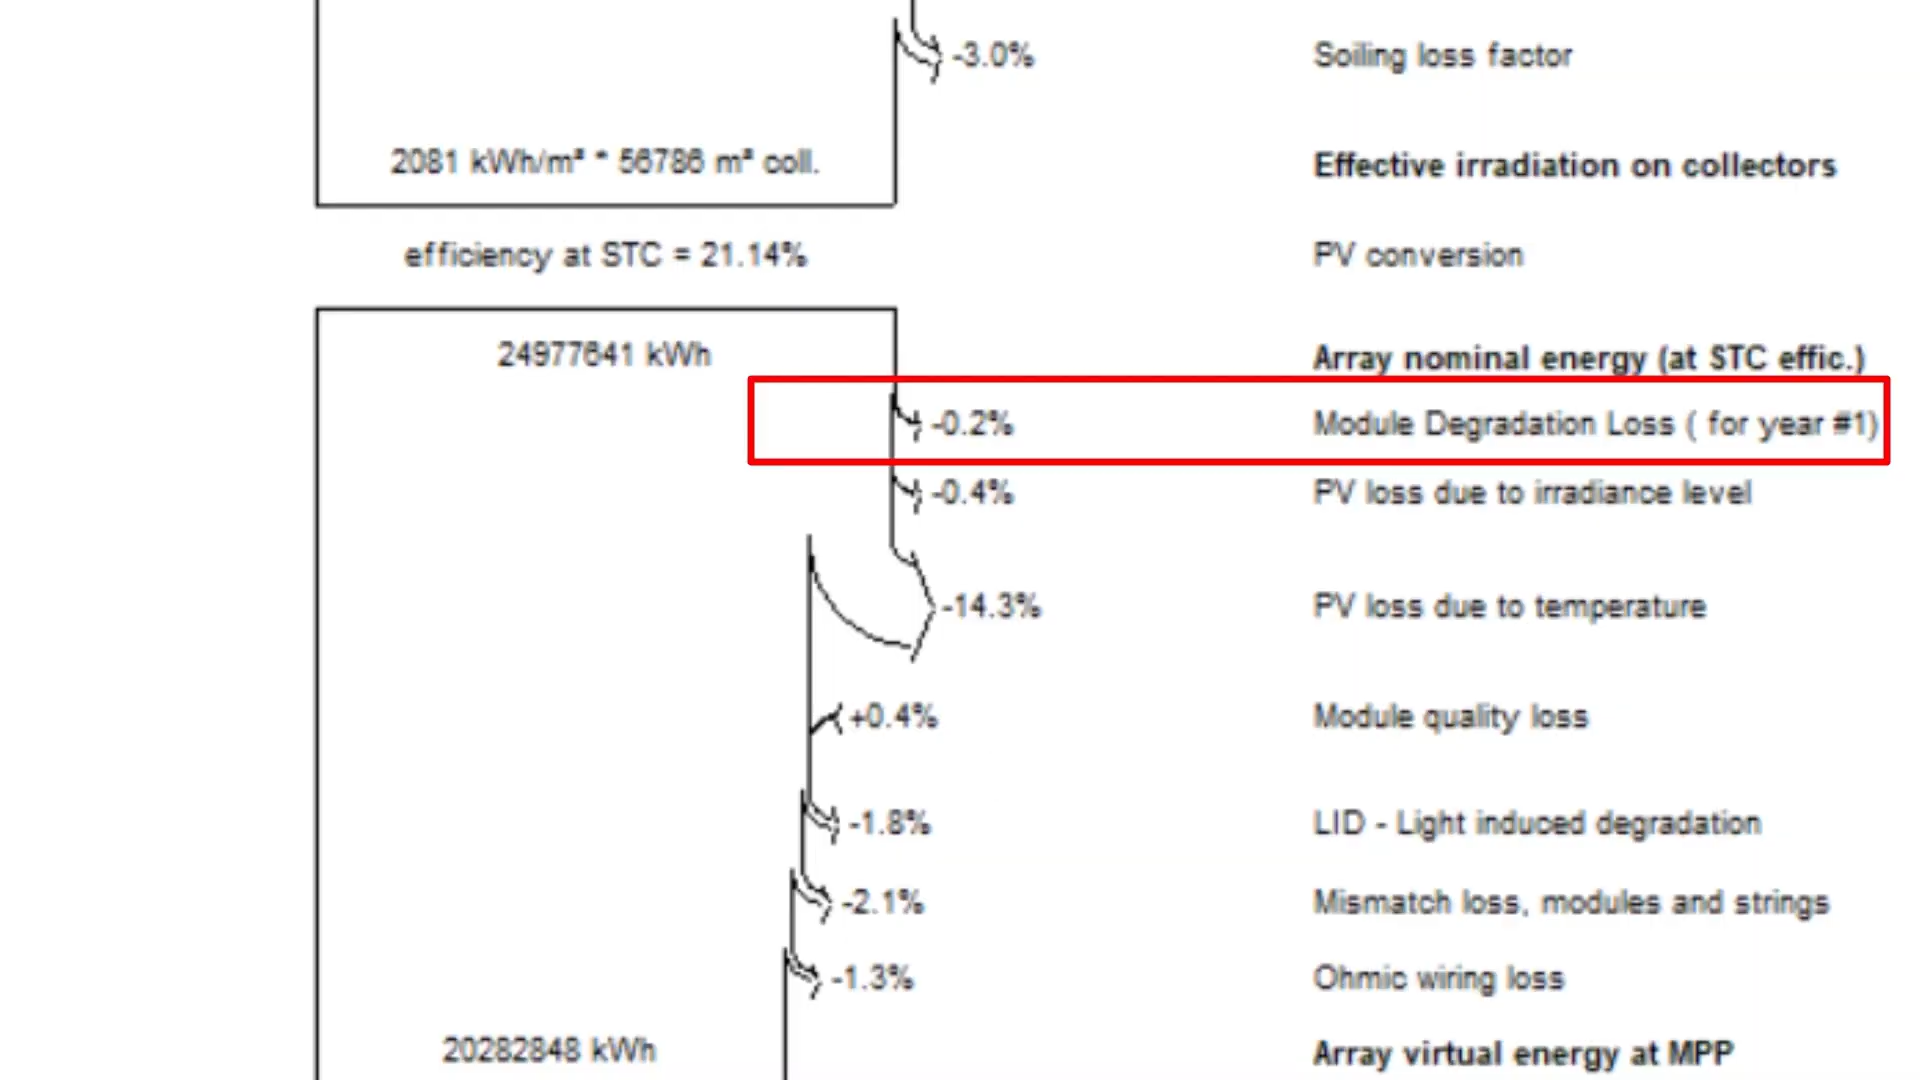 -3.0% Soiling loss factor
2081 kWh/m² * 56786 m² coll. Effective irradiation on collectors
efficiency at STC = 21.14% PV conversion
24977641 kWh Array nominal energy (at STC effic.)
-0.2% Module Degradation Loss ( for year #1)
-0.4% PV loss due to irradiance level
-14.3% PV loss due to temperature
+0.4% Module quality loss
-1.8% LID - Light induced degradation
-2.1% Mismatch loss, modules and strings
-1.3% Ohmic wiring loss
20282848 kWh Array virtual energy at MPP